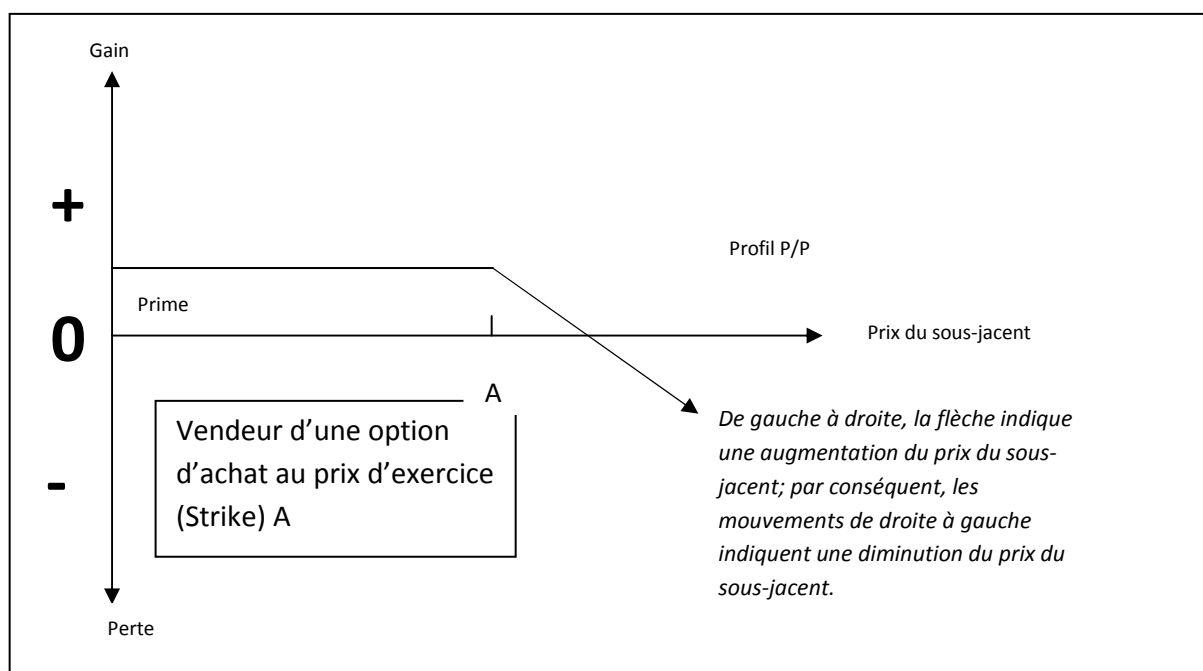 Gain
+
Profil P/P
Prime
0
Prix du sous-jacent
A
Vendeur d’une option
d’achat au prix d’exercice
(Strike) A
-
De gauche à droite, la flèche indique
une augmentation du prix du sous-
jacent; par conséquent, les
mouvements de droite à gauche
indiquent une diminution du prix du
sous-jacent.
Perte